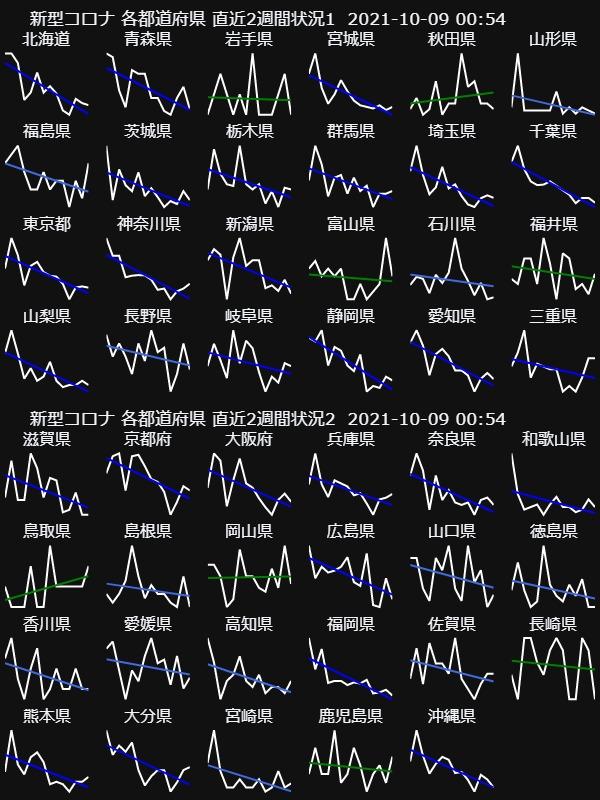 新型コロナ 各都道府県 直近2週間状況1 2021-10-09 00:54
北海道 青森県 岩手県 宮城県 秋田県 山形県
福島県 茨城県 栃木県 群馬県 埼玉県 千葉県
東京都 神奈川県 新潟県 富山県 石川県 福井県
山梨県 長野県 岐阜県 静岡県 愛知県 三重県
新型コロナ 各都道府県 直近2週間状況2 2021-10-09 00:54
滋賀県 京都府 大阪府 兵庫県 奈良県 和歌山県
鳥取県 島根県 岡山県 広島県 山口県 徳島県
香川県 愛媛県 高知県 福岡県 佐賀県 長崎県
熊本県 大分県 宮崎県 鹿児島県 沖縄県